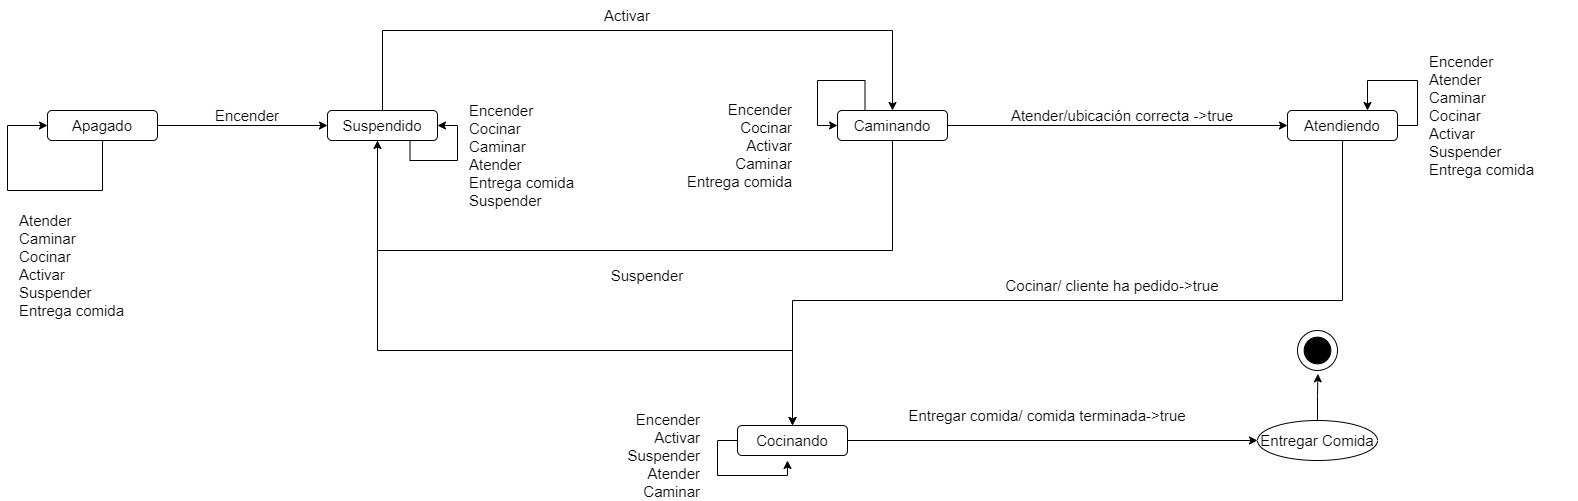 Activar
Apagado
Encender
Suspendido
Encender
Cocinar
Caminar
Atender
Entrega comida
Suspender
Encender
Cocinar
Activar
Caminar
Entrega comida
Caminando
Atender/ubicación correcta ->true
Atendiendo
Encender
Atender
Caminar
Cocinar
Activar
Suspender
Entrega comida
Atender
Caminar
Cocinar
Activar
Suspender
Entrega comida
Suspender
Cocinar/ cliente ha pedido->true
Encender
Activar
Suspender
Atender
Caminar
Cocinando
Entregar comida/ comida terminada->true
Entregar Comida